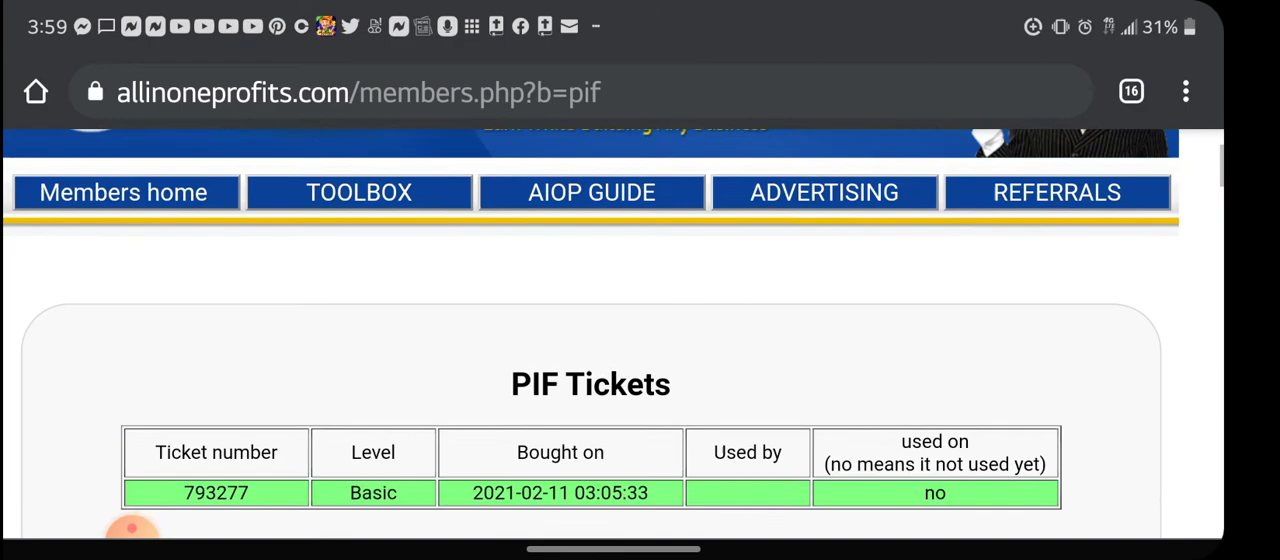 3:59
31%
allinoneprofits.com/members.php?b=pif
16
Members home
TOOLBOX
AIOP GUIDE
ADVERTISING
REFERRALS
PIF Tickets
Ticket number
Level
Bought on
Used by
used on
(no means it not used yet)
793277
Basic
2021-02-11 03:05:33
no